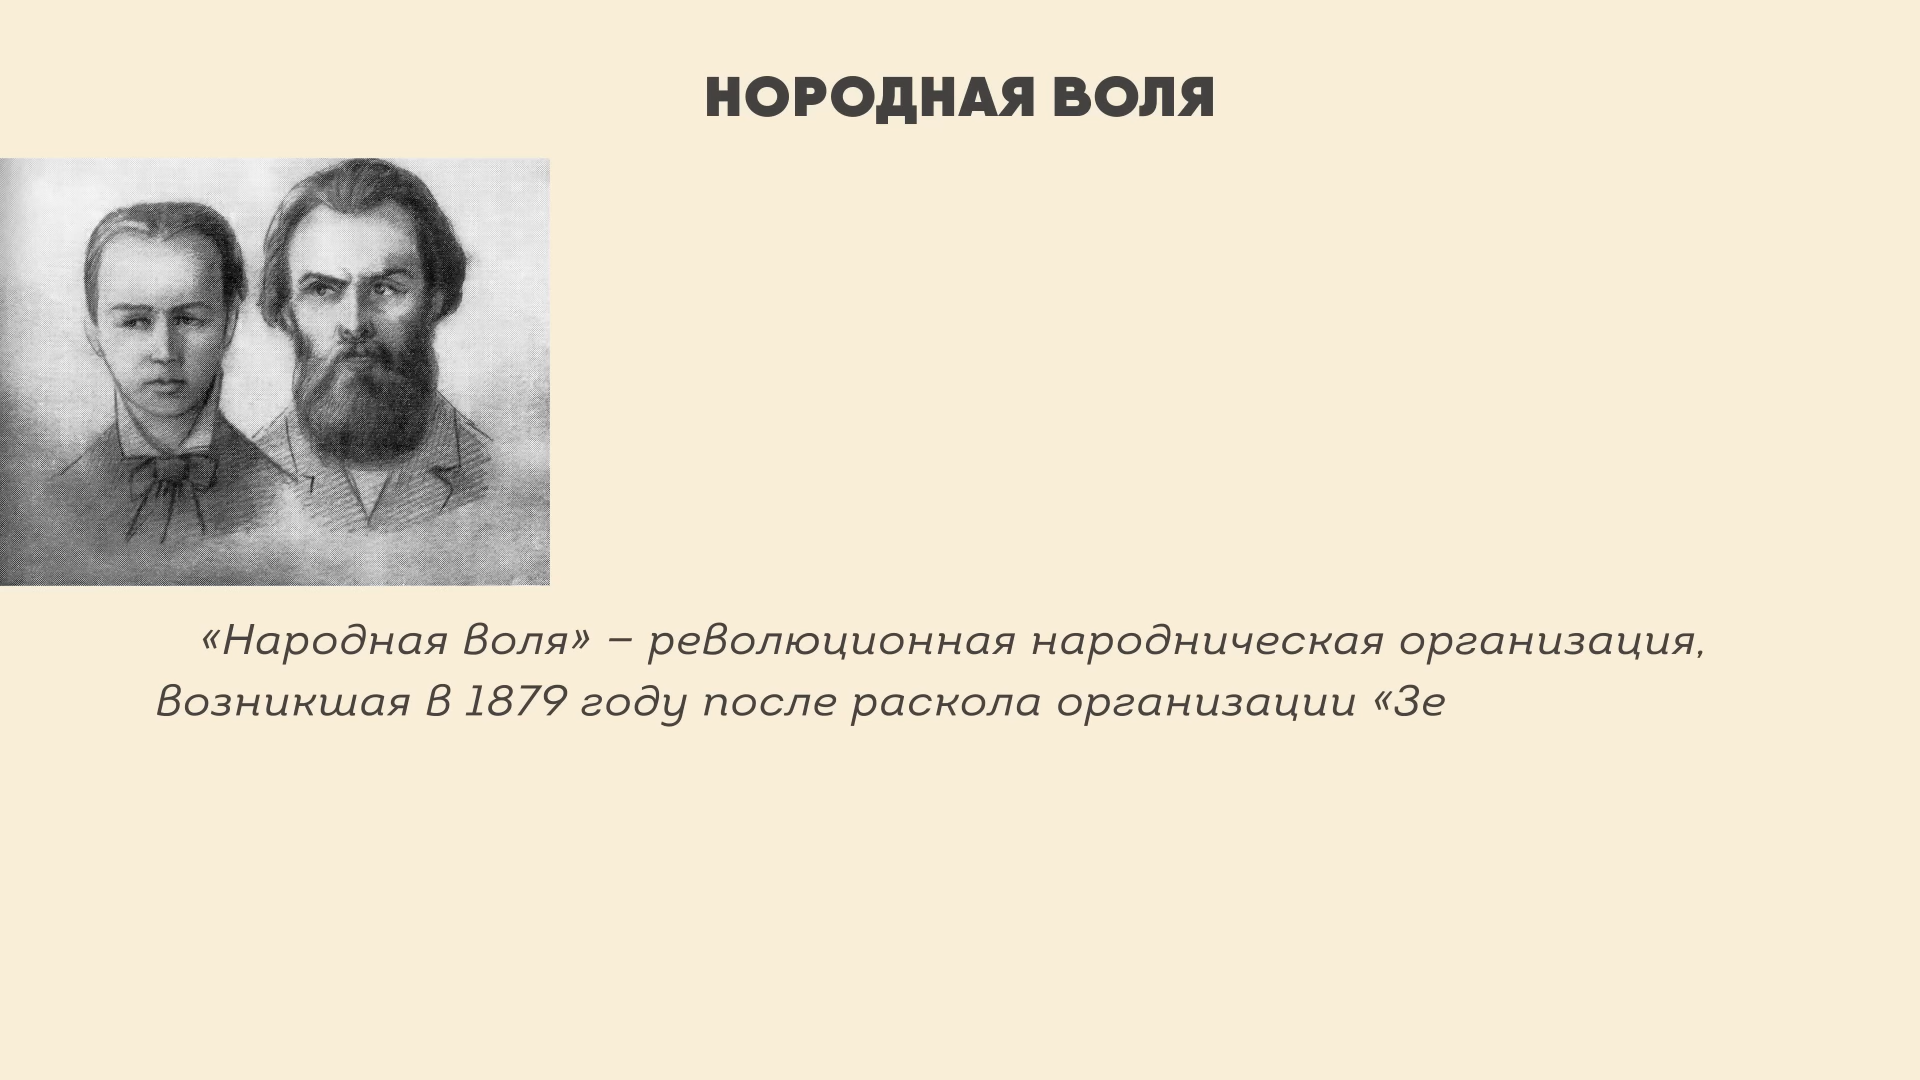 НОРОДНАЯ ВОЛЯ
«Народная воля» – революционная народническая организация,
возникшая в 1879 году после раскола организации «Зе